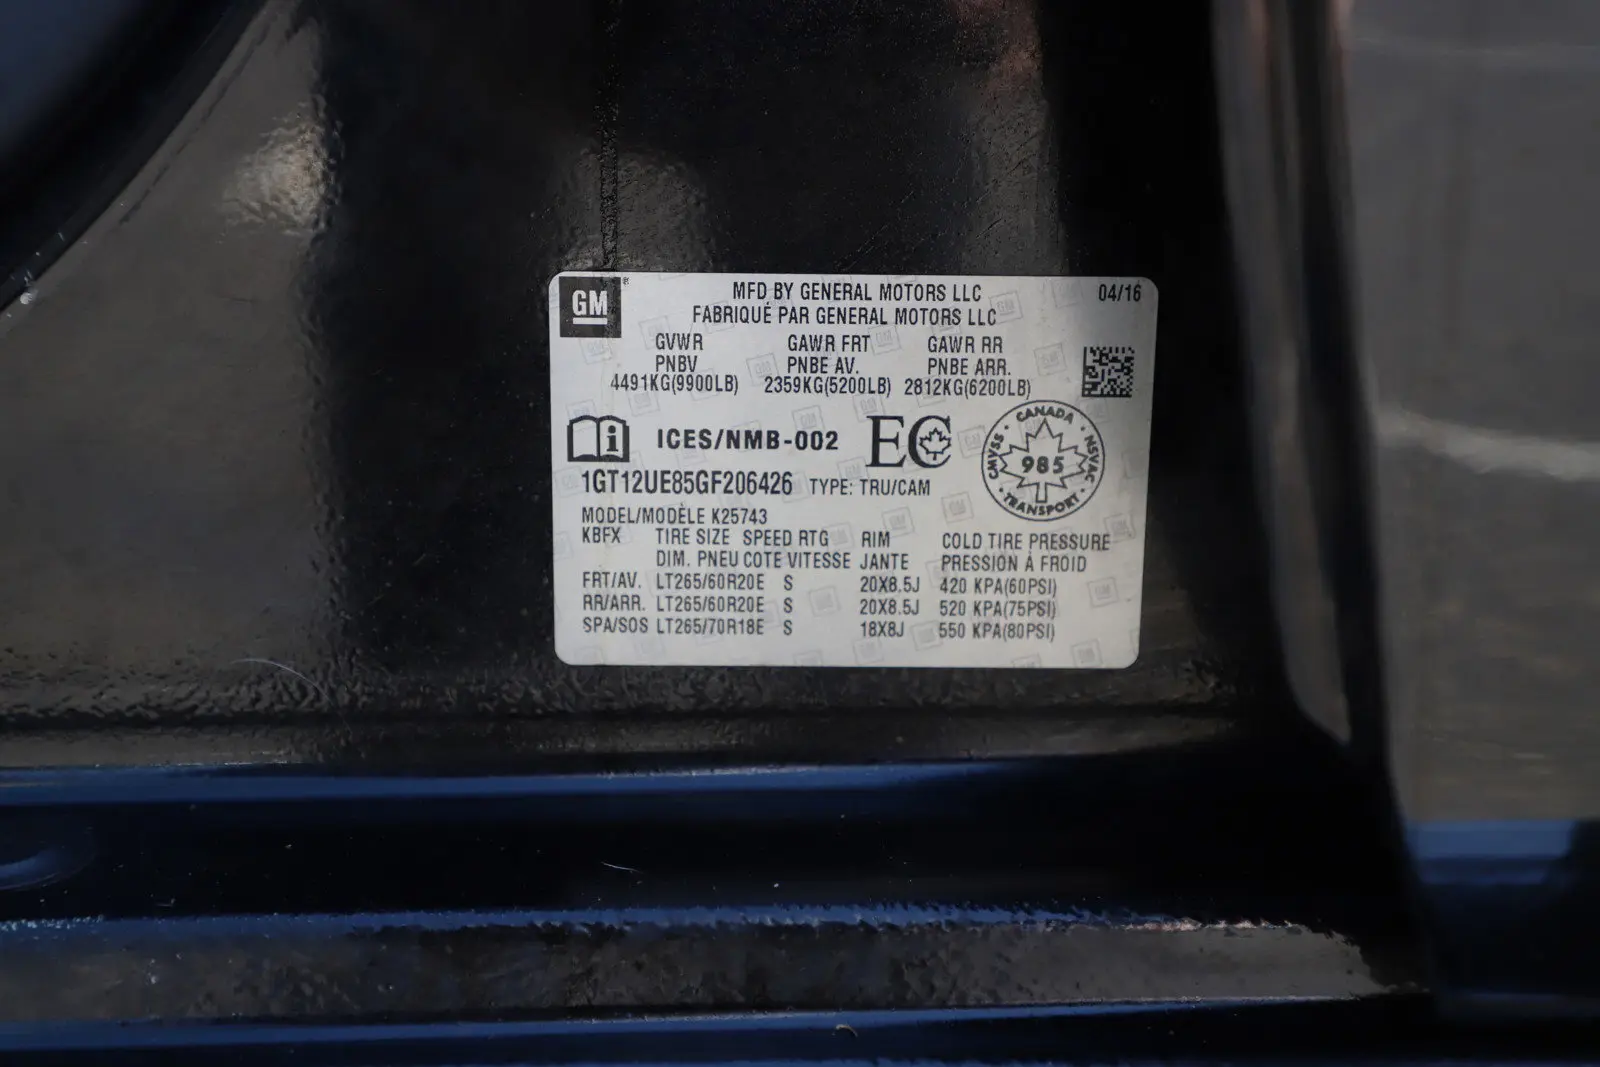 GM
MFD BY GENERAL MOTORS LLC 04/16
FABRIQUÉ PAR GENERAL MOTORS LLC
GVWR GAWR FRT GAWR RR
PNBV PNBE AV. PNBE ARR.
4491KG(9900LB) 2359KG(5200LB) 2812KG(6200LB)
ICES/NMB-002 EC
CANADA CMVSS NSVAC 985 TRANSPORT
1GT12UE85GF206426 TYPE: TRU/CAM
MODEL/MODÈLE K25743
KBFX TIRE SIZE SPEED RTG RIM COLD TIRE PRESSURE
DIM. PNEU COTE VITESSE JANTE PRESSION À FROID
FRT/AV. LT265/60R20E S 20X8.5J 420 KPA(60PSI)
RR/ARR. LT265/60R20E S 20X8.5J 520 KPA(75PSI)
SPA/SOS LT265/70R18E S 18X8J 550 KPA(80PSI)